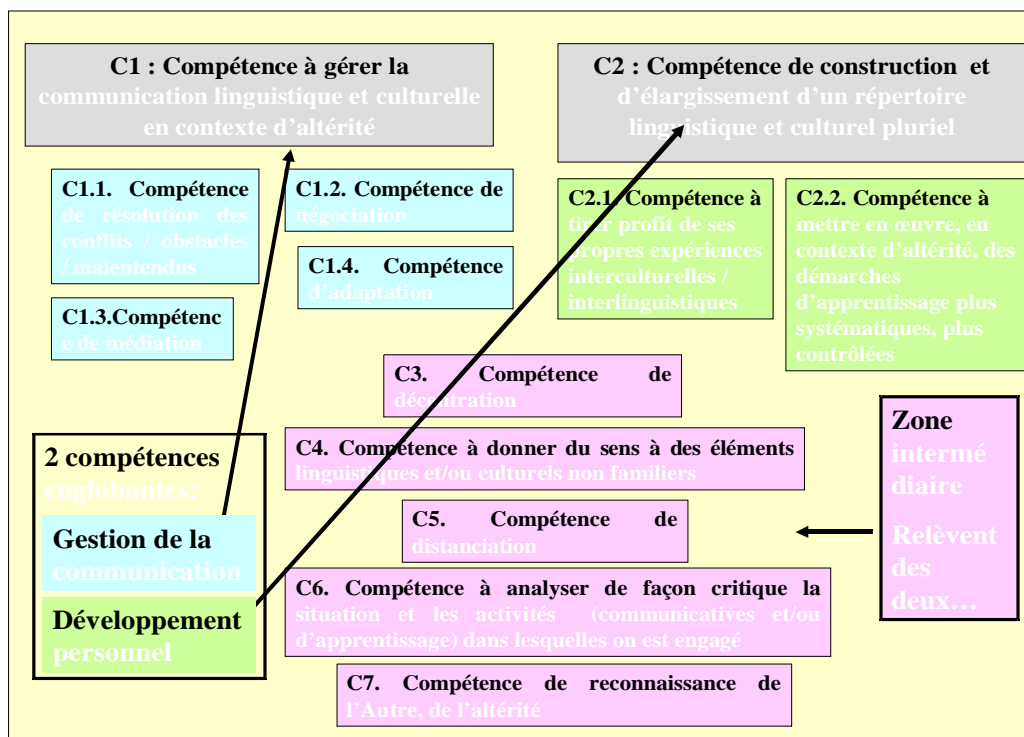 C1 : Compétence à gérer la
communication linguistique et culturelle
en contexte d'altérité
C2 : Compétence de construction et
d'élargissement d'un répertoire
linguistique et culturel pluriel
C1.1. Compétence
de résolution des
conflits / obstacles
/ malentendus
C1.2. Compétence de
négociation
C1.3.Compétenc
e de médiation
C1.4. Compétence
d'adaptation
C2.1. Compétence à
tirer profit de ses
propres expériences
interculturelles /
interlinguistiques
C2.2. Compétence à
mettre en œuvre, en
contexte d'altérité, des
démarches
d'apprentissage plus
systématiques, plus
contrôlées
C3. Compétence de
décentration
C4. Compétence à donner du sens à des éléments
linguistiques et/ou culturels non familiers
C5. Compétence de
distanciation
C6. Compétence à analyser de façon critique la
situation et les activités (communicatives et/ou
d'apprentissage) dans lesquelles on est engagé
C7. Compétence de reconnaissance de
l'Autre, de l'altérité
2 compétences
englobantes:
Gestion de la
communication
Développement
personnel
Zone
intermé
diaire
Relèvent
des
deux…